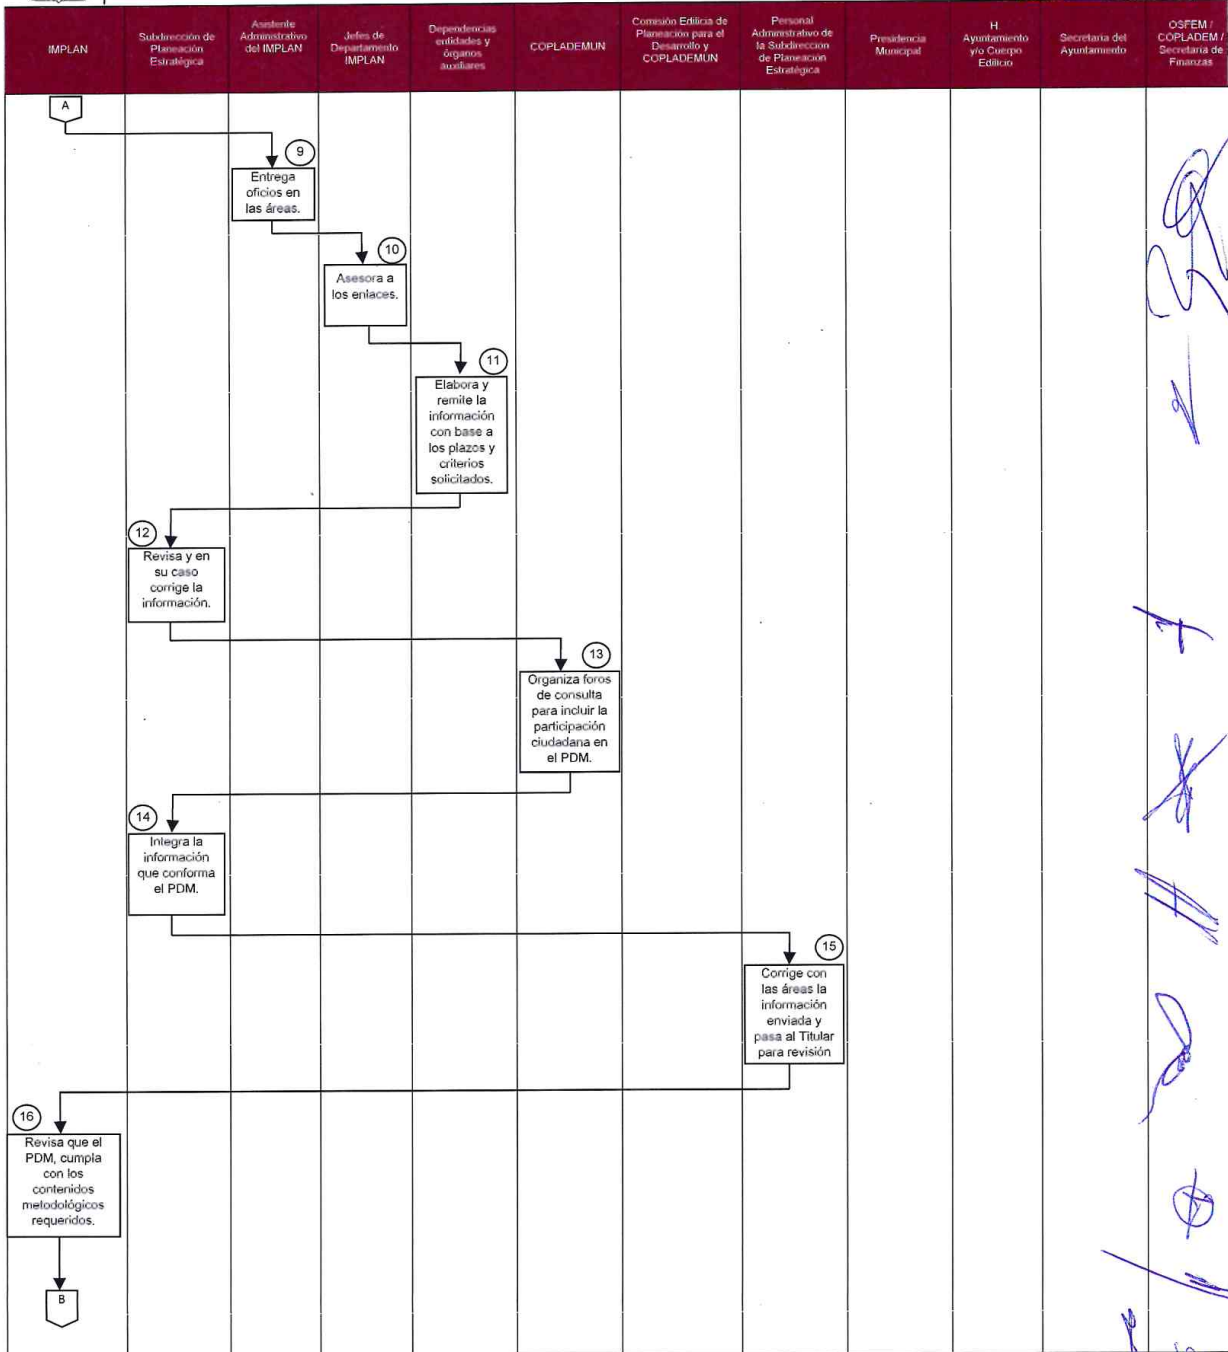 IMPLAN
Subdirección de
Planeación
Estratégica
Asistente
Administrativo
del IMPLAN
Jefes de
Departamento
IMPLAN
Dependencias
entidades y
órganos
auxiliares
COPLADEMUN
Comisión Edilicia de
Planeación para el
Desarrollo y
COPLADEMUN
Personal
Administrativo de
la Subdireccion
de Planeación
Estratégica
Presidencia
Municipal
H
Ayuntamiento
y/o Cuerpo
Edilicio
Secretaria del
Ayuntamiento
OSFEM /
COPLADEM /
Secretaría de
Finanzas
A
9
Entrega
oficios en
las áreas.
10
Asesora a
los enlaces.
11
Elabora y
remite la
información
con base a
los plazos y
criterios
solicitados.
12
Revisa y en
su caso
corrige la
información.
13
Organiza foros
de consulta
para incluir la
participación
ciudadana en
el PDM.
14
Integra la
información
que conforma
el PDM.
15
Corrige con
las áreas la
información
enviada y
pasa al Titular
para revisión
16
Revisa que el
PDM, cumpla
con los
contenidos
metodológicos
requeridos.
B